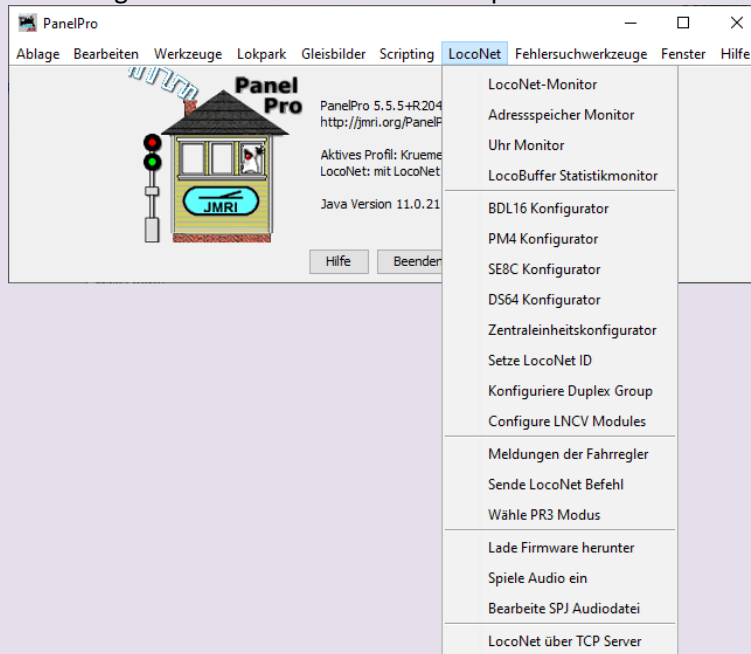 PanelPro
Ablage Bearbeiten Werkzeuge Lokpark Gleisbilder Scripting LocoNet Fehlersuchwerkzeuge Fenster Hilfe
Panel
Pro
JMRI
PanelPro 5.5.5+R204
http://jmri.org/PanelP
Aktives Profil: Krueme
LocoNet: mit LocoNet
Java Version 11.0.21
Hilfe Beenden
LocoNet-Monitor
Adressspeicher Monitor
Uhr Monitor
LocoBuffer Statistikmonitor
BDL16 Konfigurator
PM4 Konfigurator
SE8C Konfigurator
DS64 Konfigurator
Zentraleinheitskonfigurator
Setze LocoNet ID
Konfiguriere Duplex Group
Configure LNCV Modules
Meldungen der Fahrregler
Sende LocoNet Befehl
Wähle PR3 Modus
Lade Firmware herunter
Spiele Audio ein
Bearbeite SPJ Audiodatei
LocoNet über TCP Server